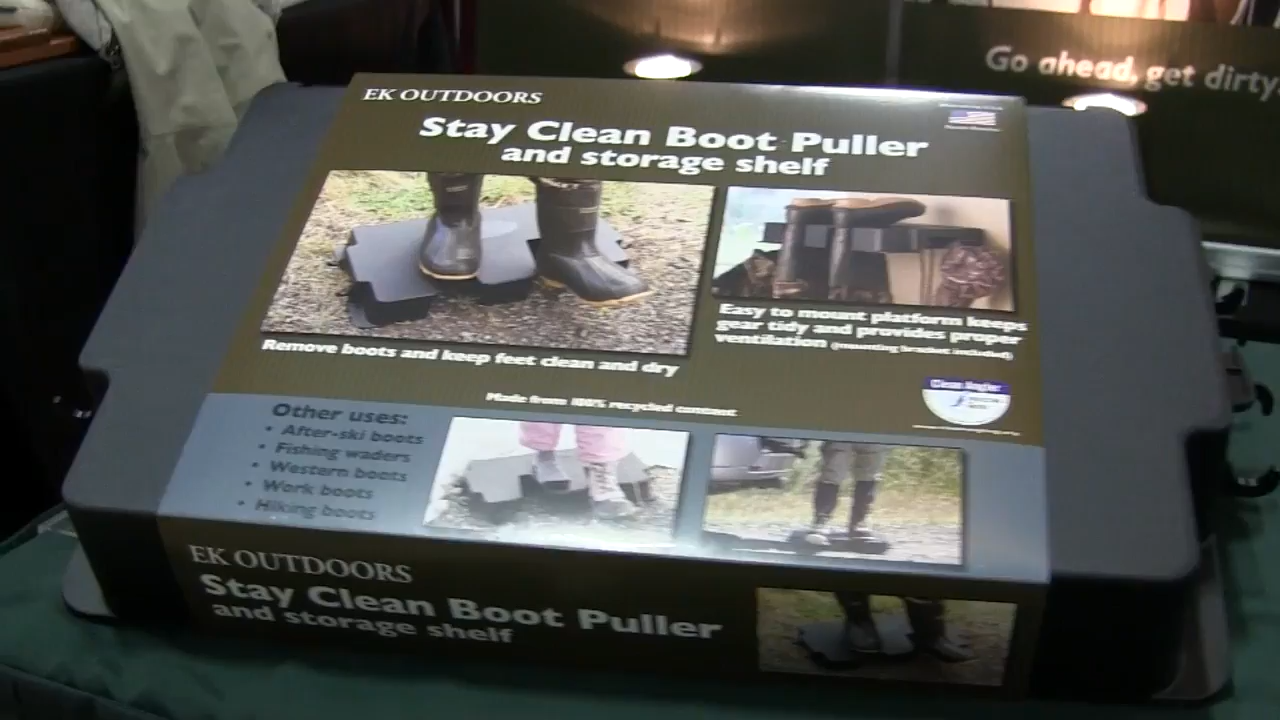 Go ahead, get dirty.
EK OUTDOORS
Stay Clean Boot Puller
and storage shelf
Remove boots and keep feet clean and dry
Easy to mount platform keeps
gear tidy and provides proper
ventilation (mounting bracket included)
Clean Angler
Made from 100% recycled content
Other uses:
• After-ski boots
• Fishing waders
• Western boots
• Work boots
• Hiking boots
EK OUTDOORS
Stay Clean Boot Puller
and storage shelf